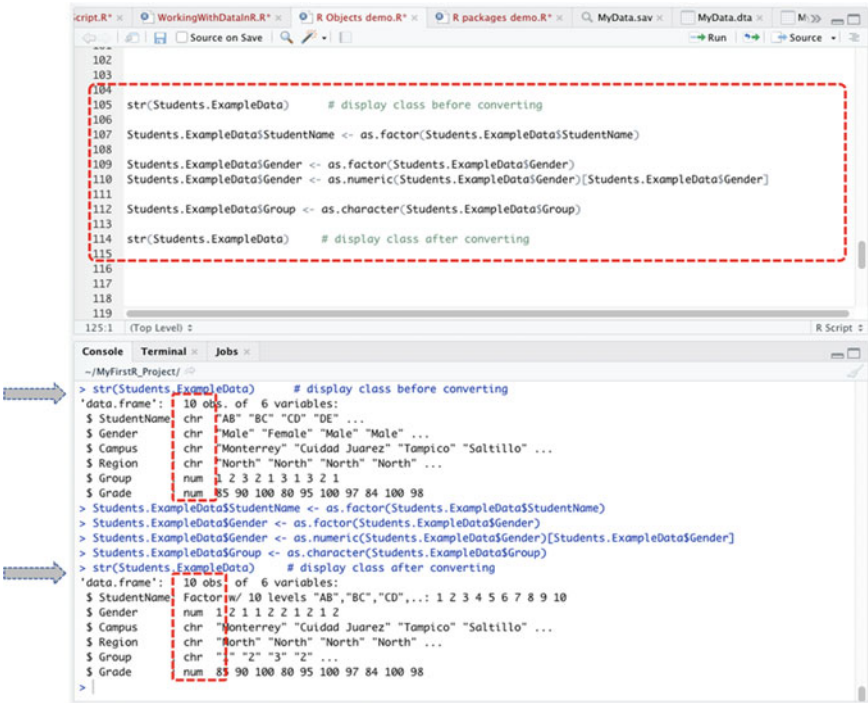 Script.R*
WorkingWithDataInR.R*
R Objects demo.R*
R packages demo.R*
MyData.sav
MyData.dta
Source on Save
Run
Source
102
103
104
105 str(Students.ExampleData) # display class before converting
106
107 Students.ExampleData$StudentName <- as.factor(Students.ExampleData$StudentName)
108
109 Students.ExampleData$Gender <- as.factor(Students.ExampleData$Gender)
110 Students.ExampleData$Gender <- as.numeric(Students.ExampleData$Gender)[Students.ExampleData$Gender]
111
112 Students.ExampleData$Group <- as.character(Students.ExampleData$Group)
113
114 str(Students.ExampleData) # display class after converting
115
116
117
118
119
125:1 (Top Level) R Script
Console Terminal Jobs
~/MyFirstR_Project/
> str(Students.ExampleData) # display class before converting
'data.frame': 10 obs. of 6 variables:
$ StudentName chr "AB" "BC" "CD" "DE" ...
$ Gender chr "Male" "Female" "Male" "Male" ...
$ Campus chr "Monterrey" "Cuidad Juarez" "Tampico" "Saltillo" ...
$ Region chr "North" "North" "North" "North" ...
$ Group num 1 2 3 2 1 3 1 3 2 1
$ Grade num 85 90 100 80 95 100 97 84 100 98
> Students.ExampleData$StudentName <- as.factor(Students.ExampleData$StudentName)
> Students.ExampleData$Gender <- as.factor(Students.ExampleData$Gender)
> Students.ExampleData$Gender <- as.numeric(Students.ExampleData$Gender)[Students.ExampleData$Gender]
> Students.ExampleData$Group <- as.character(Students.ExampleData$Group)
> str(Students.ExampleData) # display class after converting
'data.frame': 10 obs. of 6 variables:
$ StudentName Factor w/ 10 levels "AB","BC","CD",..: 1 2 3 4 5 6 7 8 9 10
$ Gender num 1 2 1 1 2 2 1 2 1 2
$ Campus chr "Monterrey" "Cuidad Juarez" "Tampico" "Saltillo" ...
$ Region chr "North" "North" "North" "North" ...
$ Group chr "1" "2" "3" "2" ...
$ Grade num 85 90 100 80 95 100 97 84 100 98
>